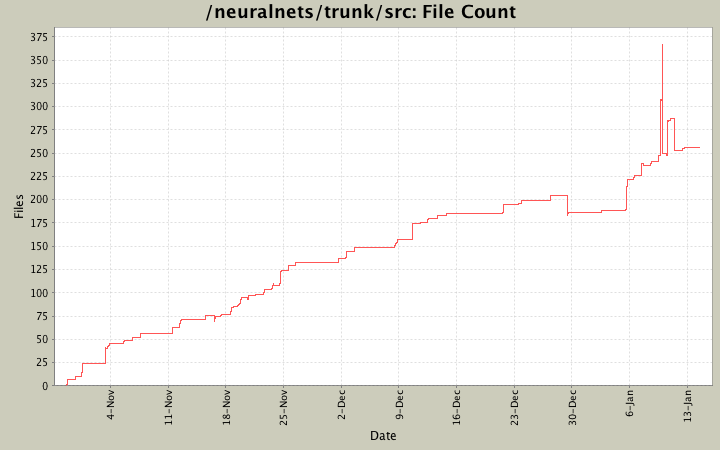 /neuralnets/trunk/src: File Count
Files
375
350
325
300
275
250
225
200
175
150
125
100
75
50
25
0
4-Nov
11-Nov
18-Nov
25-Nov
2-Dec
9-Dec
16-Dec
23-Dec
30-Dec
6-Jan
13-Jan
Date